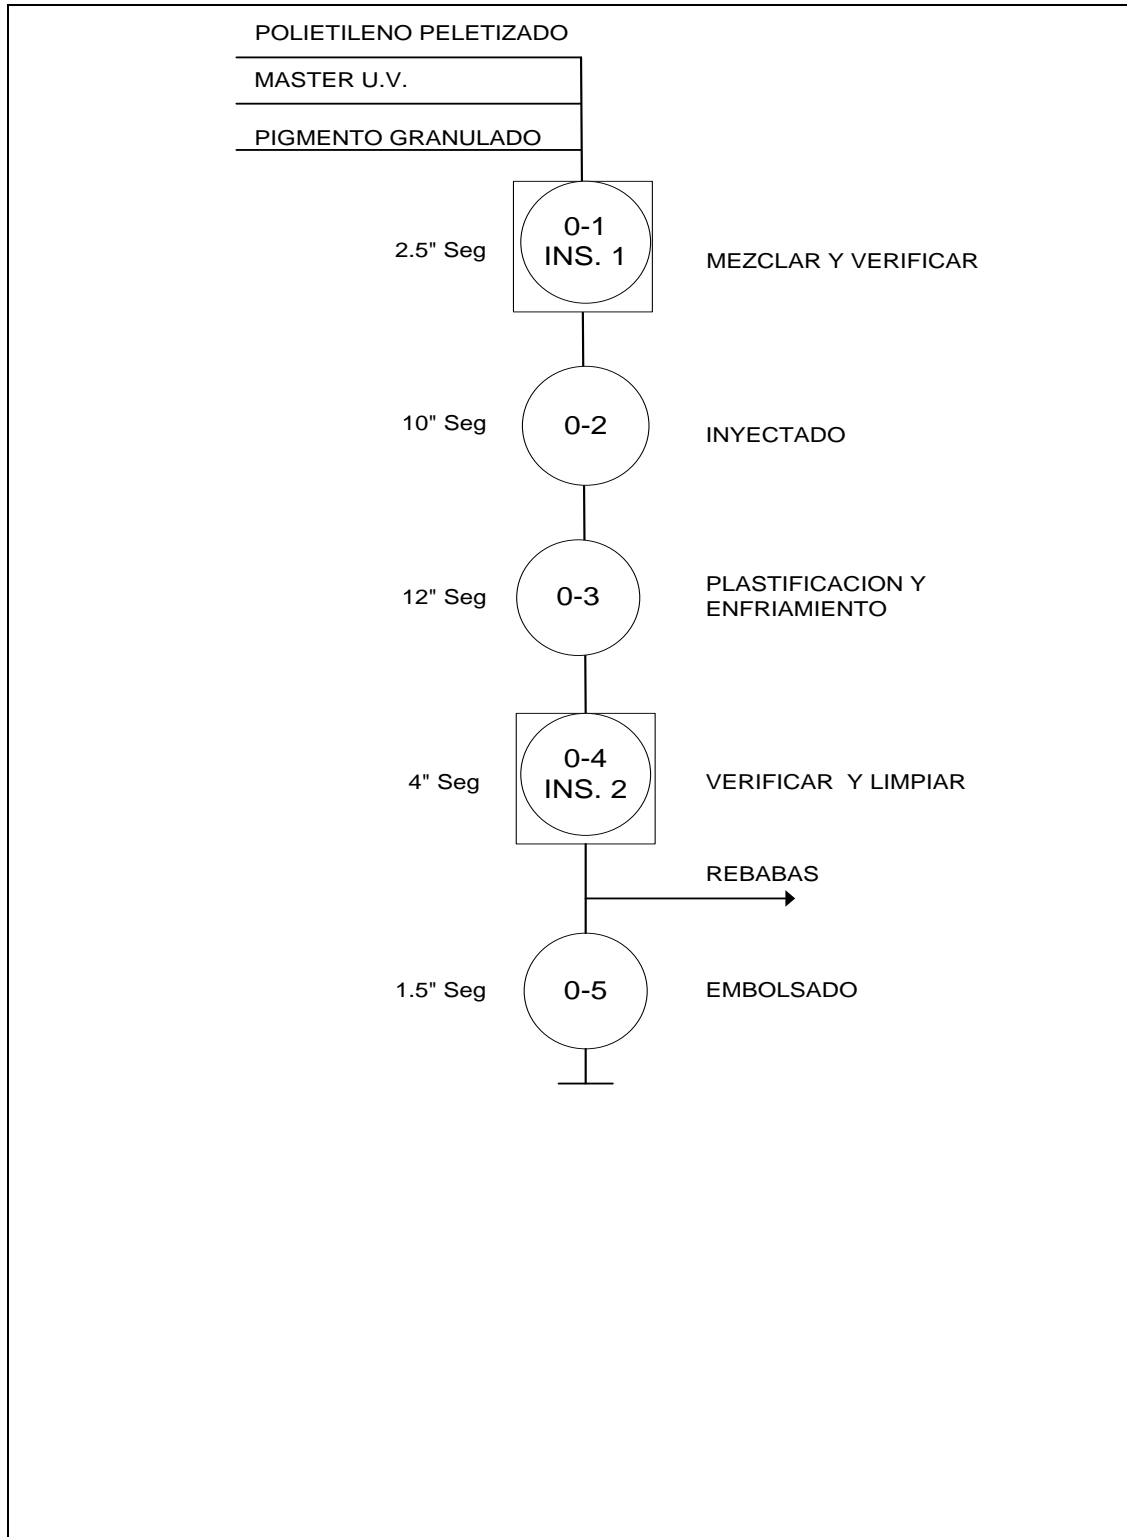 POLIETILENO PELETIZADO
MASTER U.V.
PIGMENTO GRANULADO
0-1
INS. 1
2.5" Seg
MEZCLAR Y VERIFICAR
10" Seg
0-2
INYECTADO
12" Seg
0-3
PLASTIFICACION Y
ENFRIAMIENTO
0-4
INS. 2
4" Seg
VERIFICAR Y LIMPIAR
REBABAS
1.5" Seg
0-5
EMBOLSADO